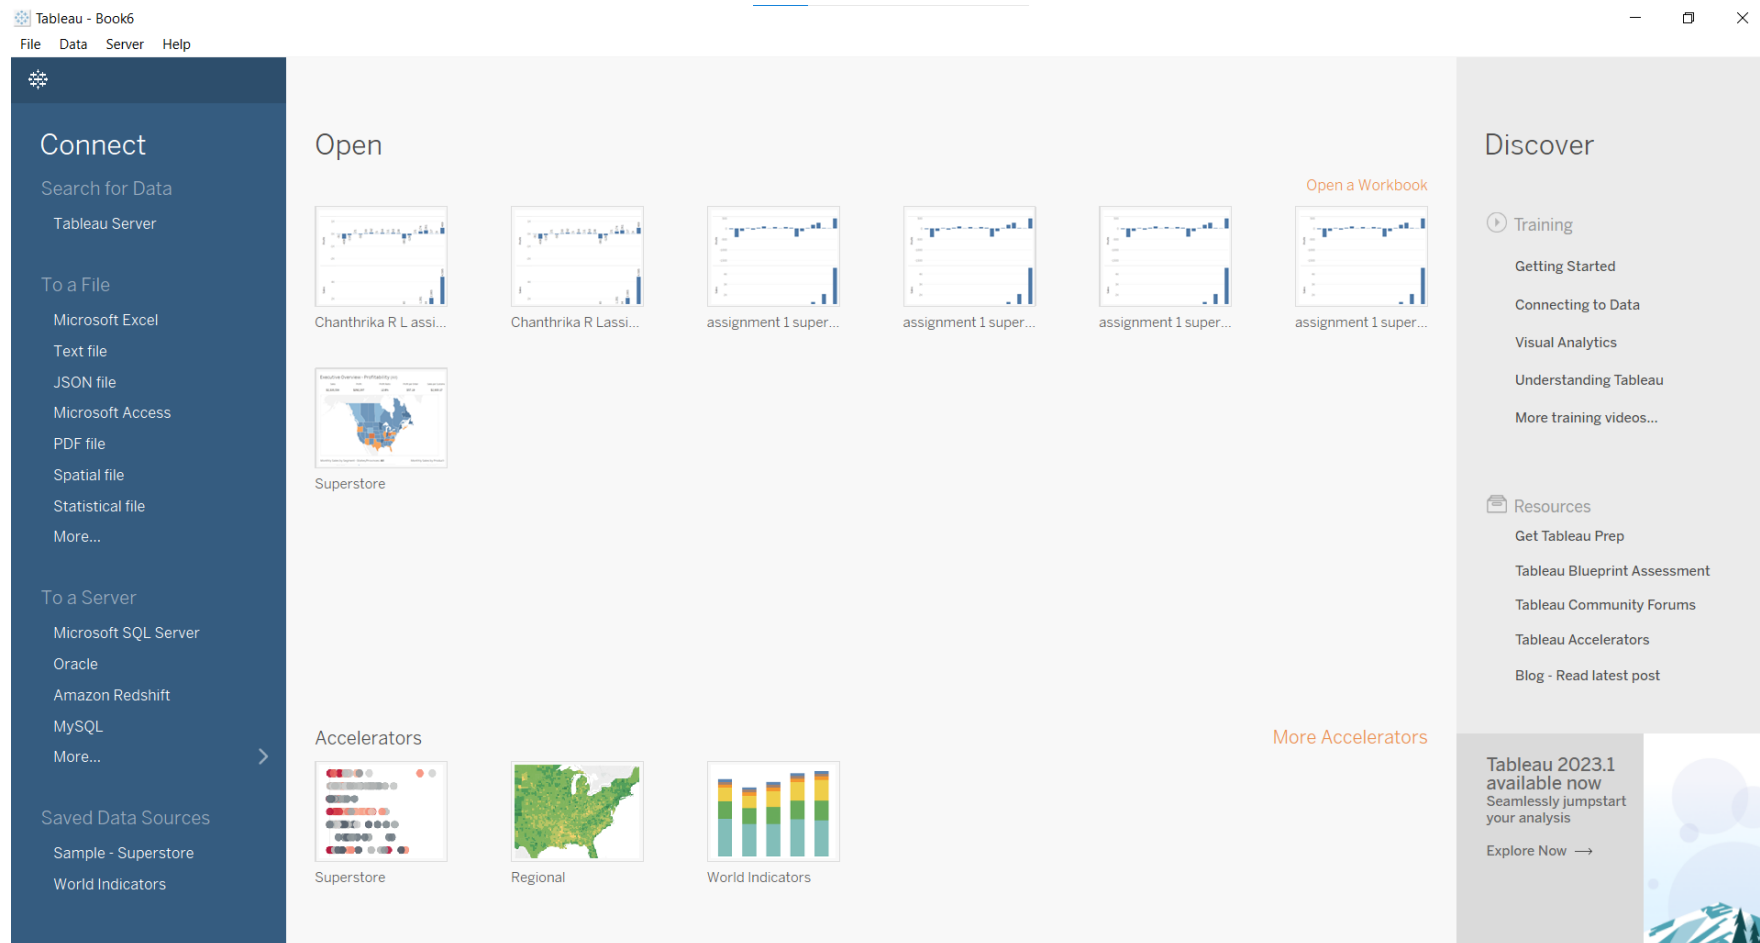 Tableau - Book6
File Data Server Help
Connect
Search for Data
Tableau Server
To a File
Microsoft Excel
Text file
JSON file
Microsoft Access
PDF file
Spatial file
Statistical file
More...
To a Server
Microsoft SQL Server
Oracle
Amazon Redshift
MySQL
More...
Saved Data Sources
Sample - Superstore
World Indicators
Open
Open a Workbook
Chanthrika R L assi...
Chanthrika R Lassi...
assignment 1 super...
assignment 1 super...
assignment 1 super...
assignment 1 super...
Executive Overview - Profitability
Superstore
Accelerators
More Accelerators
Superstore
Regional
World Indicators
Discover
Training
Getting Started
Connecting to Data
Visual Analytics
Understanding Tableau
More training videos...
Resources
Get Tableau Prep
Tableau Blueprint Assessment
Tableau Community Forums
Tableau Accelerators
Blog - Read latest post
Tableau 2023.1
available now
Seamlessly jumpstart
your analysis
Explore Now →